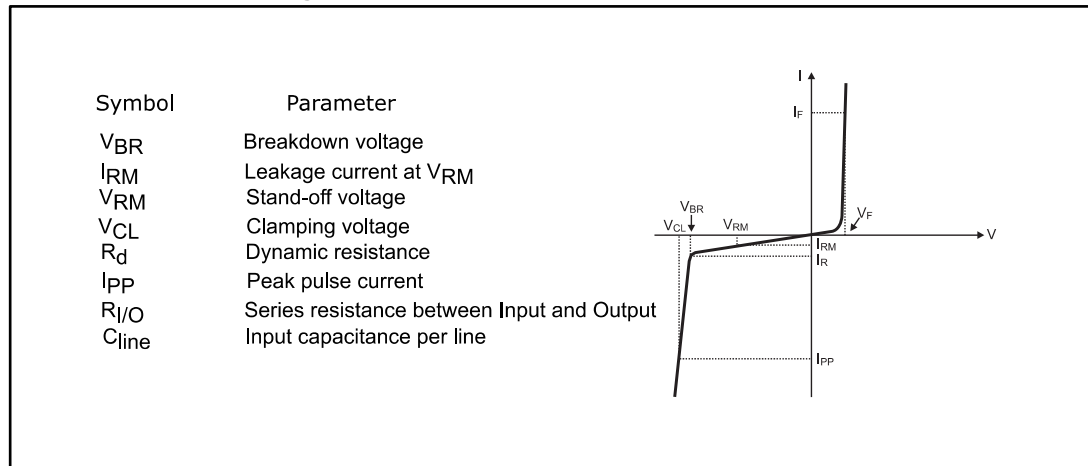 Symbol Parameter
VBR Breakdown voltage
IRM Leakage current at VRM
VRM Stand-off voltage
VCL Clamping voltage
Rd Dynamic resistance
IPP Peak pulse current
RI/O Series resistance between Input and Output
Cline Input capacitance per line
I
IF
VBR
VCL
VRM
VF
V
IRM
IR
IPP